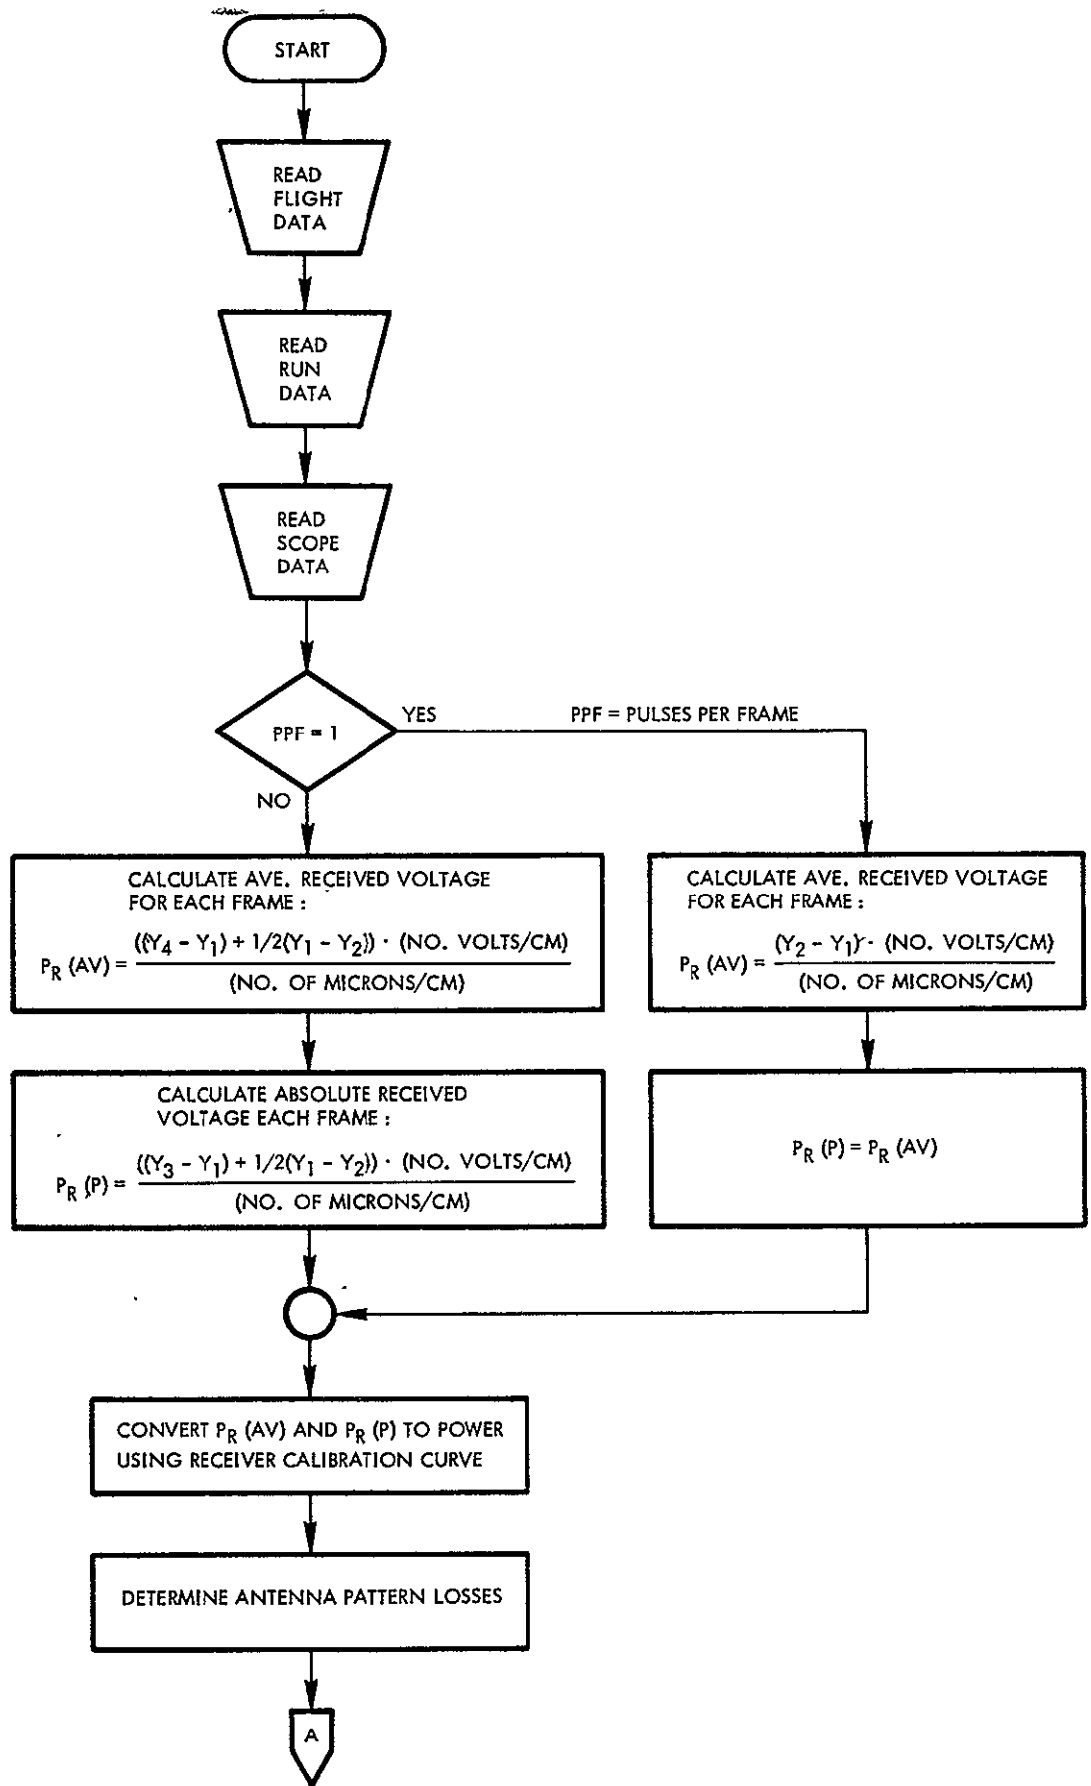 START
READ
FLIGHT
DATA
READ
RUN
DATA
READ
SCOPE
DATA
PPF = 1
YES
PPF = PULSES PER FRAME
NO
CALCULATE AVE. RECEIVED VOLTAGE
FOR EACH FRAME :
P_R (AV) = ((Y_4 - Y_1) + 1/2(Y_1 - Y_2)) · (NO. VOLTS/CM)
(NO. OF MICRONS/CM)
CALCULATE AVE. RECEIVED VOLTAGE
FOR EACH FRAME :
P_R (AV) = (Y_2 - Y_1) · (NO. VOLTS/CM)
(NO. OF MICRONS/CM)
CALCULATE ABSOLUTE RECEIVED
VOLTAGE EACH FRAME :
P_R (P) = ((Y_3 - Y_1) + 1/2(Y_1 - Y_2)) · (NO. VOLTS/CM)
(NO. OF MICRONS/CM)
P_R (P) = P_R (AV)
CONVERT P_R (AV) AND P_R (P) TO POWER
USING RECEIVER CALIBRATION CURVE
DETERMINE ANTENNA PATTERN LOSSES
A